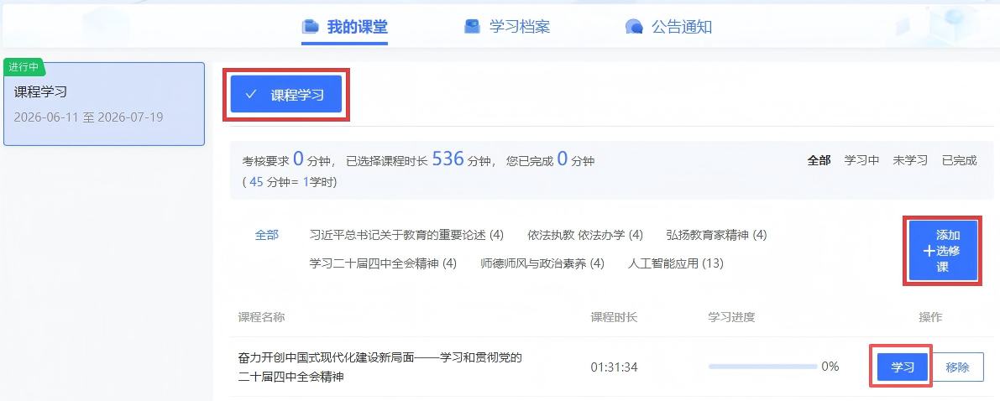 我的课堂 学习档案 公告通知
进行中
课程学习
2026-06-11 至 2026-07-19
课程学习
考核要求 0 分钟， 已选择课程时长 536 分钟， 您已完成 0 分钟
( 45 分钟= 1学时)
全部 学习中 未学习 已完成
全部 习近平总书记关于教育的重要论述 (4) 依法执教 依法办学 (4) 弘扬教育家精神 (4)
学习二十届四中全会精神 (4) 师德师风与政治素养 (4) 人工智能应用 (13)
添加
+选修
课
课程名称 课程时长 学习进度 操作
奋力开创中国式现代化建设新局面——学习和贯彻党的
二十届四中全会精神
01:31:34 0% 学习 移除